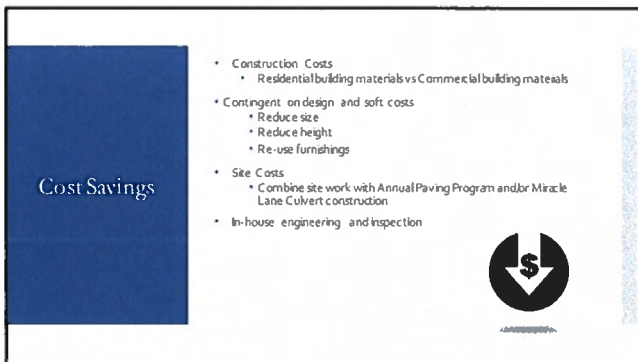 Cost Savings
• Construction Costs
• Residential building materials vs Commercial building materials
• Contingent on design and soft costs
• Reduce size
• Reduce height
• Re-use furnishings
• Site Costs
• Combine site work with Annual Paving Program and/or Miracle
Lane Culvert construction
• In-house engineering and inspection
$